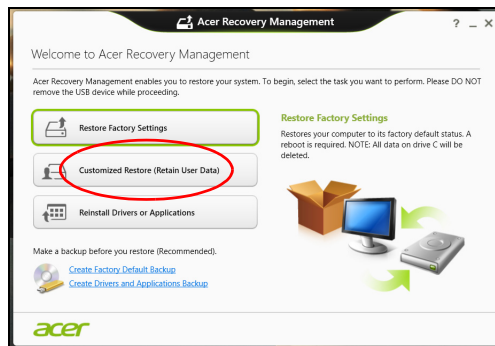 Acer Recovery Management
? _ ×
Welcome to Acer Recovery Management
Acer Recovery Management enables you to restore your system. To begin, select the task you want to perform. Please DO NOT
remove the USB device while proceeding.
Restore Factory Settings
Customized Restore (Retain User Data)
Reinstall Drivers or Applications
Restore Factory Settings
Restores your computer to its factory default status. A
reboot is required. NOTE: All data on drive C will be
deleted.
Make a backup before you restore (Recommended).
Create Factory Default Backup
Create Drivers and Applications Backup
acer